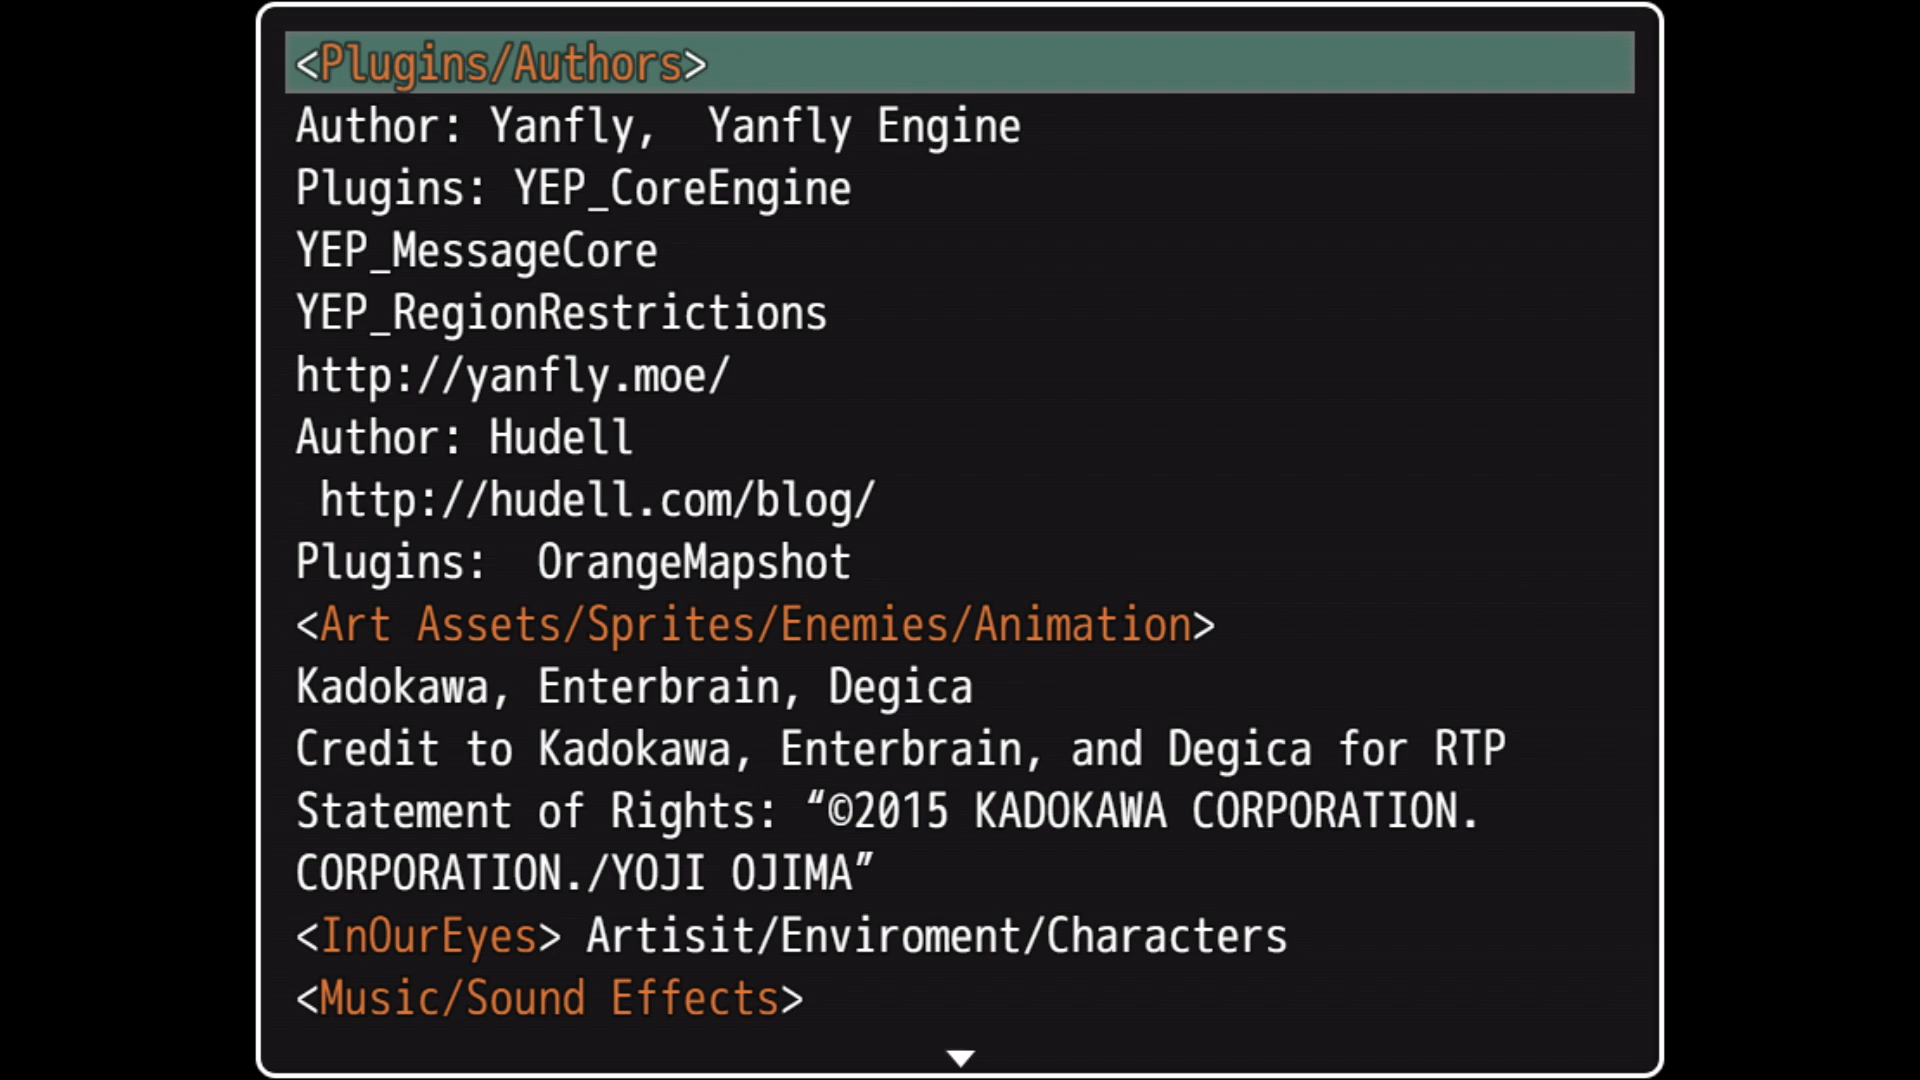 <Plugins/Authors>
Author: Yanfly,  Yanfly Engine
Plugins: YEP_CoreEngine
YEP_MessageCore
YEP_RegionRestrictions
http://yanfly.moe/
Author: Hudell
 http://hudell.com/blog/
Plugins:  OrangeMapshot
<Art Assets/Sprites/Enemies/Animation>
Kadokawa, Enterbrain, Degica
Credit to Kadokawa, Enterbrain, and Degica for RTP
Statement of Rights: “©2015 KADOKAWA CORPORATION.
CORPORATION./YOJI OJIMA”
<InOurEyes> Artisit/Enviroment/Characters
<Music/Sound Effects>